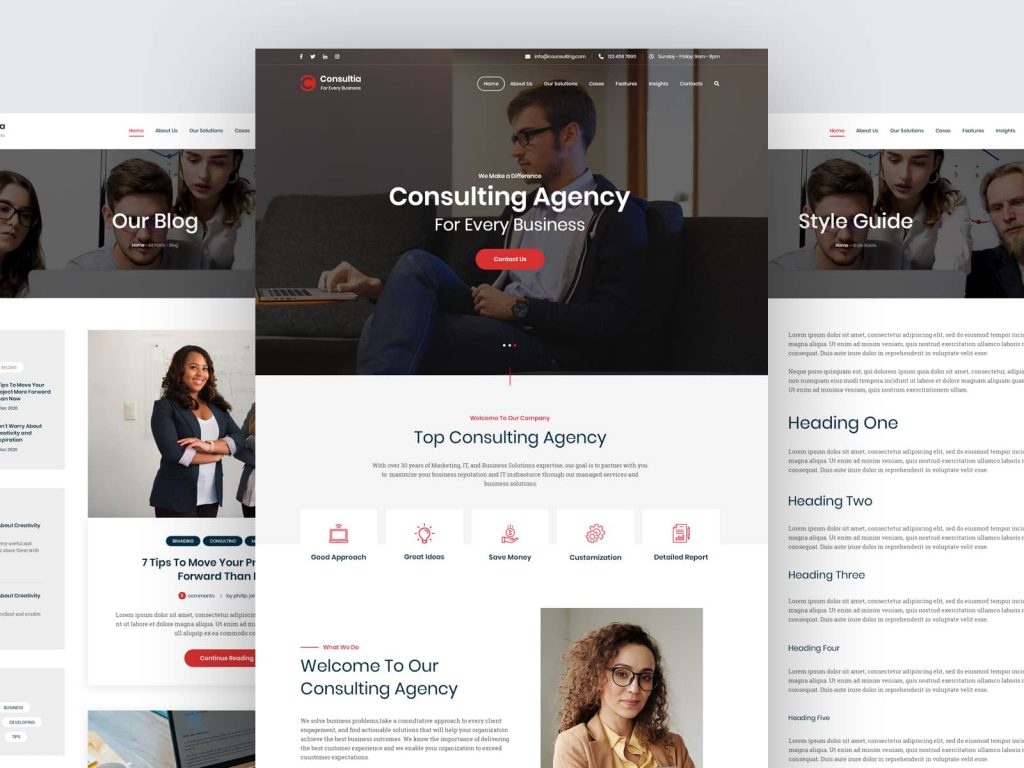 a
Home About Us Our Solutions Cases
Our Blog
Home - All Posts - Blog
RECENT
Tips To Move Your
oject More Forward
han Now
Dec 2020
on't Worry About
eativity and
spiration
Dec 2020
About Creativity
ery useful and
o share them with
About Creativity
cellent and enable
BUSINESS
DEVELOPING
TIPS
BRANDING CONSULTING
7 Tips To Move Your Pr
Forward Than
comments | by philip ja
Lorem ipsum dolor sit amet, consectetur adipiscing
nt ut labore et dolore magna aliqua. Ut enim ad m
ull aliquip ex ea commodo co
Continue Reading
info@counsulting.com 123 456 7890 Sunday - Friday: 9am - 8pm
Consultia
For Every Business
Home About Us Our Solutions Cases Features Insights Contacts
We Make a Difference
Consulting Agency
For Every Business
Contact Us
Welcome To Our Company
Top Consulting Agency
With over 30 years of Marketing, IT, and Business Solutions expertise, our goal is to partner with you
to maximize your business reputation and IT insfrasturce through our managed services and
business solutions.
Good Approach Great Ideas Save Money Customization Detailed Report
What We Do
Welcome To Our
Consulting Agency
We solve business problems,take a consultative approach to every client
engagement, and find actionable solutions that will help your organization
achieve the best business outcomes. We know the importance of delivering
the best customer experience and we enable your organization to exceed
cuustomer expectations.
Home About Us Our Solutions Cases Features Insights
Style Guide
Home - Style Guide
Lorem ipsum dolor sit amet, consectetur adipiscing elit, sed do eiusmod tempor inci
magna aliqua. Ut enim ad minim veniam, quis nostrud exercitation ullamco laboris n
consequat. Duis aute irure dolor in reprehenderit in voluptate velit esse.
Neque porro quisquam est, qui dolorem ipsum quia dolor sit amet, consectetur, adipisc
non numquam eius modi tempora incidunt ut labore et dolore magnam aliquam quae
Ut enim ad minima veniam, quis nostrum exercitationem ullam.
Heading One
Lorem ipsum dolor sit amet, consectetur adipiscing elit, sed do eiusmod tempor incid
magna aliqua. Ut enim ad minim veniam, quis nostrud exercitation ullamco laboris n
consequat. Duis aute irure dolor in reprehenderit in voluptate velit esse.
Heading Two
Lorem ipsum dolor sit amet, consectetur adipiscing elit, sed do eiusmod tempor incid
magna aliqua. Ut enim ad minim veniam, quis nostrud exercitation ullamco laboris n
consequat. Duis aute irure dolor in reprehenderit in voluptate velit esse.
Heading Three
Lorem ipsum dolor sit amet, consectetur adipiscing elit, sed do eiusmod tempor incid
magna aliqua. Ut enim ad minim veniam, quis nostrud exercitation ullamco laboris n
consequat. Duis aute irure dolor in reprehenderit in voluptate velit esse.
Heading Four
Lorem ipsum dolor sit amet, consectetur adipiscing elit, sed do eiusmod tempor incid
magna aliqua. Ut enim ad minim veniam, quis nostrud exercitation ullamco laboris n
consequat. Duis aute irure dolor in reprehenderit in voluptate velit esse.
Heading Five
Lorem ipsum dolor sit amet, consectetur adipiscing elit, sed do eiusmod tempor incid
magna aliqua. Ut enim ad minim veniam, quis nostrud exercitation ullamco laboris n
consequat. Duis aute irure dolor in reprehenderit in voluptate velit esse.